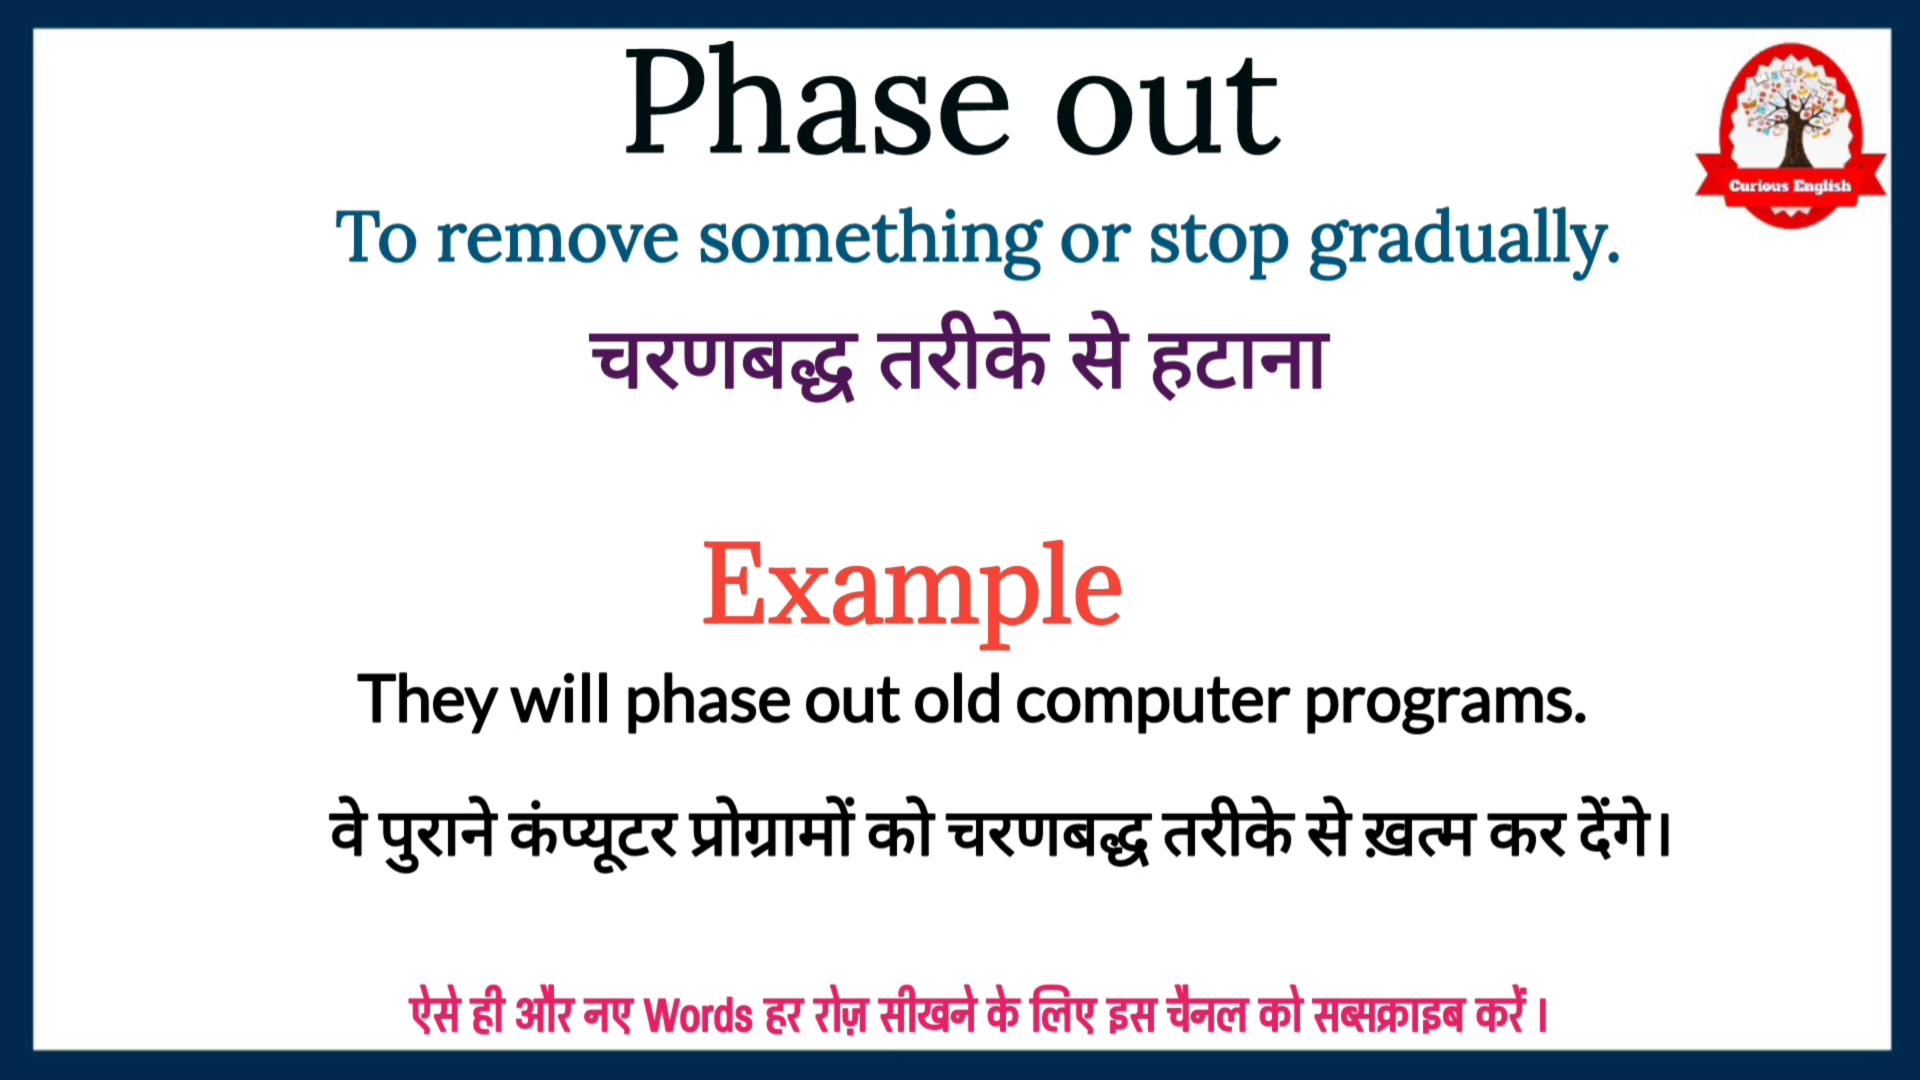 Phase out
Curious English
To remove something or stop gradually.
चरणबद्ध तरीके से हटाना
Example
They will phase out old computer programs.
वे पुराने कंप्यूटर प्रोग्रामों को चरणबद्ध तरीके से ख़त्म कर देंगे।
ऐसे ही और नए Words हर रोज़ सीखने के लिए इस चैनल को सब्सक्राइब करें ।